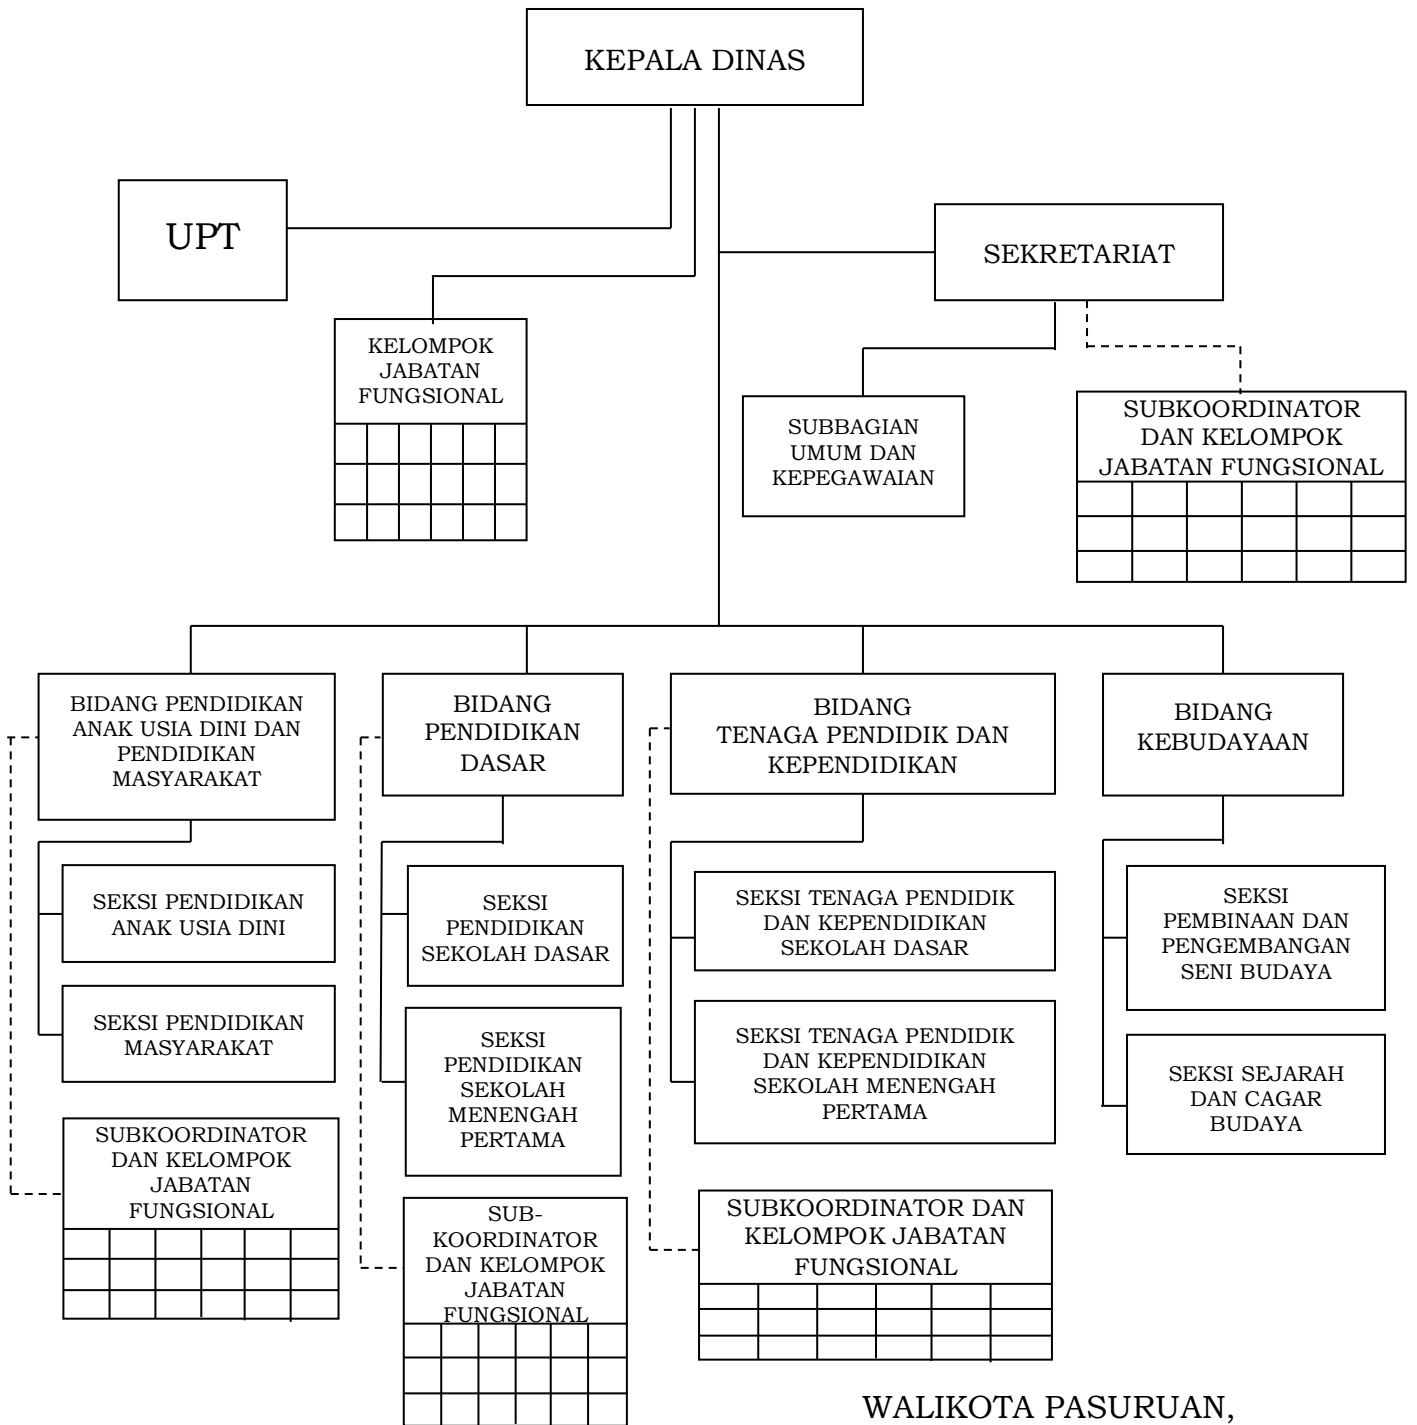 KEPALA DINAS
UPT
SEKRETARIAT
KELOMPOK
JABATAN
FUNGSIONAL
SUBBAGIAN
UMUM DAN
KEPEGAWAIAN
SUBKOORDINATOR
DAN KELOMPOK
JABATAN FUNGSIONAL
BIDANG PENDIDIKAN
ANAK USIA DINI DAN
PENDIDIKAN
MASYARAKAT
BIDANG
PENDIDIKAN
DASAR
BIDANG
TENAGA PENDIDIK DAN
KEPENDIDIKAN
BIDANG
KEBUDAYAAN
SEKSI PENDIDIKAN
ANAK USIA DINI
SEKSI PENDIDIKAN
MASYARAKAT
SUBKOORDINATOR
DAN KELOMPOK
JABATAN
FUNGSIONAL
SEKSI
PENDIDIKAN
SEKOLAH DASAR
SEKSI
PENDIDIKAN
SEKOLAH
MENENGAH
PERTAMA
SUB-
KOORDINATOR
DAN KELOMPOK
JABATAN
FUNGSIONAL
SEKSI TENAGA PENDIDIK
DAN KEPENDIDIKAN
SEKOLAH DASAR
SEKSI TENAGA PENDIDIK
DAN KEPENDIDIKAN
SEKOLAH MENENGAH
PERTAMA
SUBKOORDINATOR DAN
KELOMPOK JABATAN
FUNGSIONAL
SEKSI
PEMBINAAN DAN
PENGEMBANGAN
SENI BUDAYA
SEKSI SEJARAH
DAN CAGAR
BUDAYA
WALIKOTA PASURUAN,